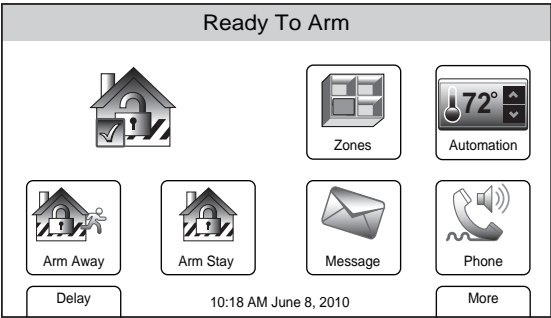 Ready To Arm
72°
Zones
Automation
Arm Away
Arm Stay
Message
Phone
Delay
10:18 AM June 8, 2010
More